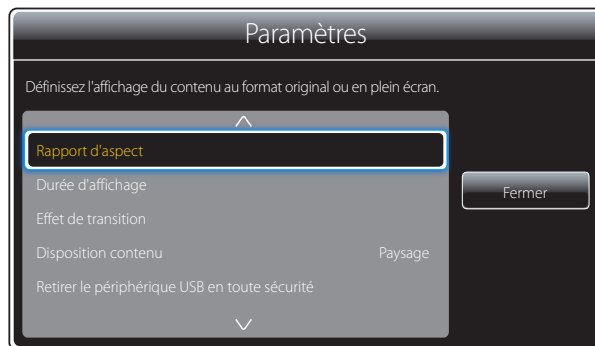 Paramètres
Définissez l'affichage du contenu au format original ou en plein écran.
Rapport d'aspect
Durée d'affichage
Fermer
Effet de transition
Disposition contenu Paysage
Retirer le périphérique USB en toute sécurité